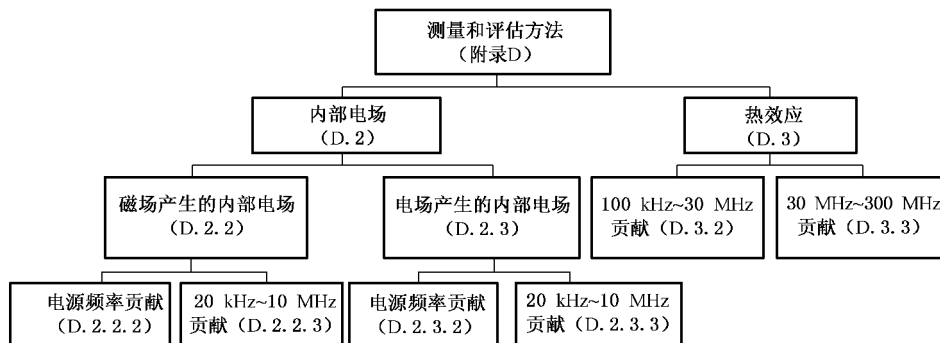 测量和评估方法
（附录D）
内部电场
（D.2）
热效应
（D.3）
磁场产生的内部电场
（D.2.2）
电场产生的内部电场
（D.2.3）
100 kHz~30 MHz
贡献（D.3.2）
30 MHz~300 MHz
贡献（D.3.3）
电源频率贡献
（D.2.2.2）
20 kHz~10 MHz
贡献（D.2.2.3）
电源频率贡献
（D.2.3.2）
20 kHz~10 MHz
贡献（D.2.3.3）